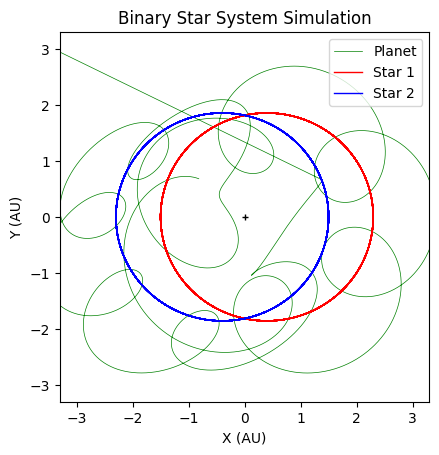 Binary Star System Simulation
Planet
Star 1
Star 2
3
2
1
0
−1
−2
−3
Y (AU)
−3 −2 −1 0 1 2 3
X (AU)